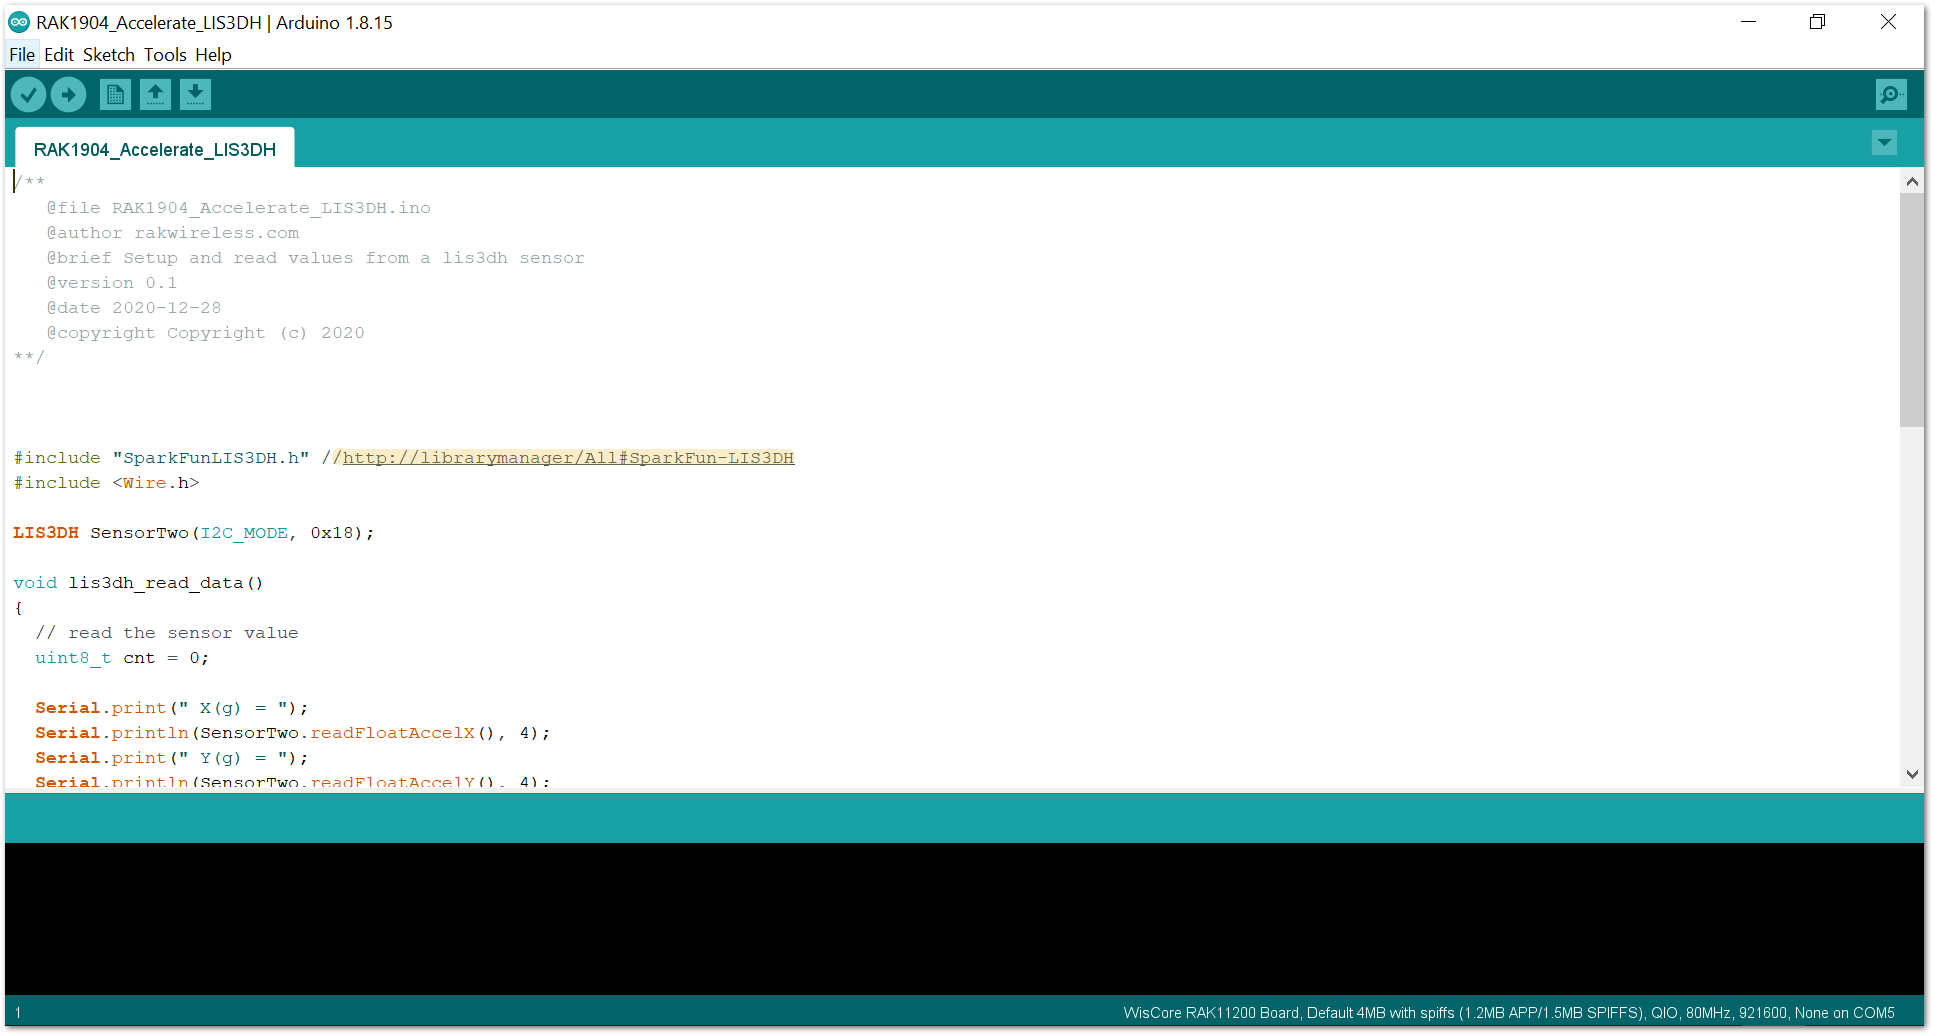 RAK1904_Accelerate_LIS3DH | Arduino 1.8.15
File Edit Sketch Tools Help
RAK1904_Accelerate_LIS3DH
/**
@file RAK1904_Accelerate_LIS3DH.ino
@author rakwireless.com
@brief Setup and read values from a lis3dh sensor
@version 0.1
@date 2020-12-28
@copyright Copyright (c) 2020
**/
#include "SparkFunLIS3DH.h" //http://librarymanager/All#SparkFun-LIS3DH
#include <Wire.h>
LIS3DH SensorTwo(I2C_MODE, 0x18);
void lis3dh_read_data()
{
// read the sensor value
uint8_t cnt = 0;
Serial.print(" X(g) = ");
Serial.println(SensorTwo.readFloatAccelX(), 4);
Serial.print(" Y(g) = ");
Serial.println(SensorTwo.readFloatAccelY(), 4);
1
WisCore RAK11200 Board, Default 4MB with spiffs (1.2MB APP/1.5MB SPIFFS), QIO, 80MHz, 921600, None on COM5